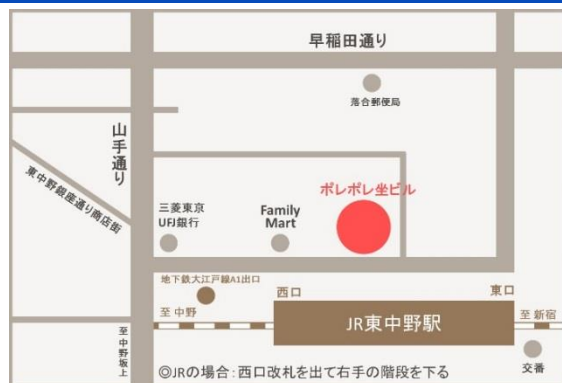 早稲田通り
落合郵便局
山手通り
東中野銀座通り商店街
ポレポレ坐ビル
三菱東京
UFJ銀行
Family
Mart
地下鉄大江戸線A1出口
西口
東口
至 中野
JR東中野駅
至 新宿
至中野坂上
交番
◎JRの場合:西口改札を出て右手の階段を下る